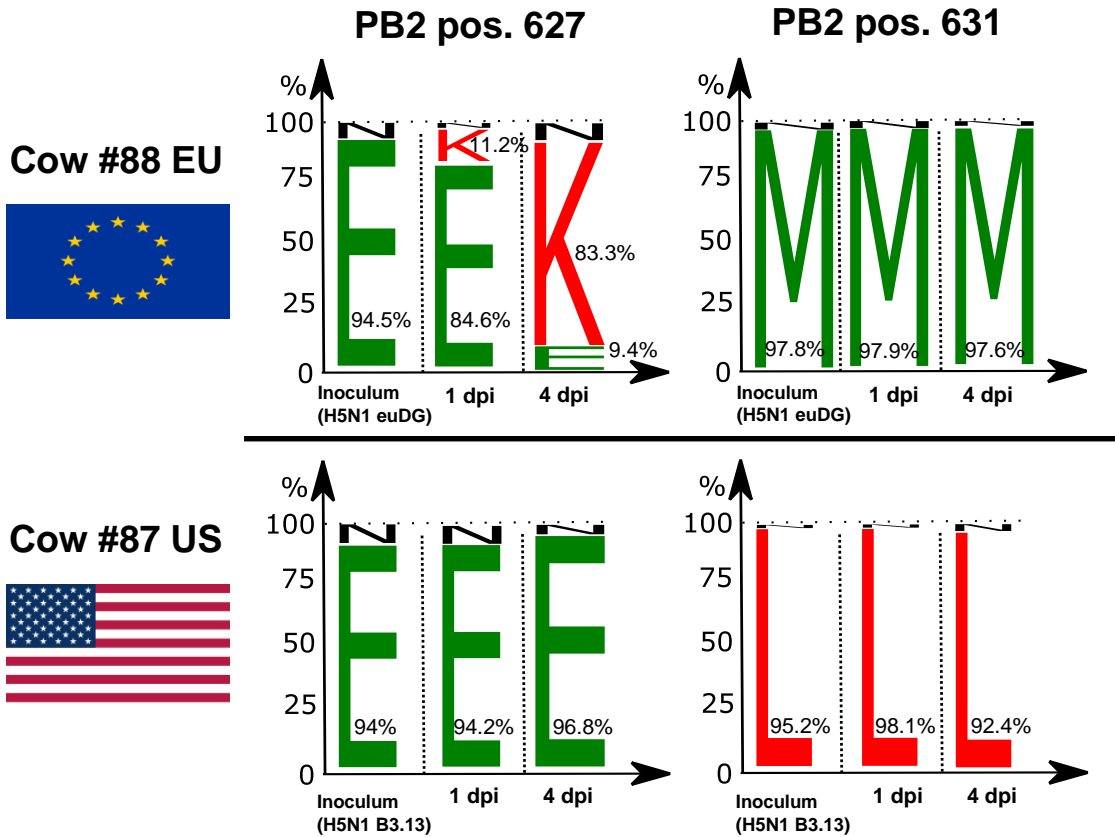 PB2 pos. 627
PB2 pos. 631
Cow #88 EU
%
100
75
50
25
0
N
E
94.5%
N
K
11.2%
E
84.6%
N
K
83.3%
E
9.4%
Inoculum
(H5N1 euDG)
1 dpi
4 dpi
%
100
75
50
25
0
N
M
97.8%
N
M
97.9%
N
M
97.6%
Inoculum
(H5N1 euDG)
1 dpi
4 dpi
Cow #87 US
%
100
75
50
25
0
N
E
94%
N
E
94.2%
N
E
96.8%
Inoculum
(H5N1 B3.13)
1 dpi
4 dpi
%
100
75
50
25
0
N
L
95.2%
N
L
98.1%
N
L
92.4%
Inoculum
(H5N1 B3.13)
1 dpi
4 dpi